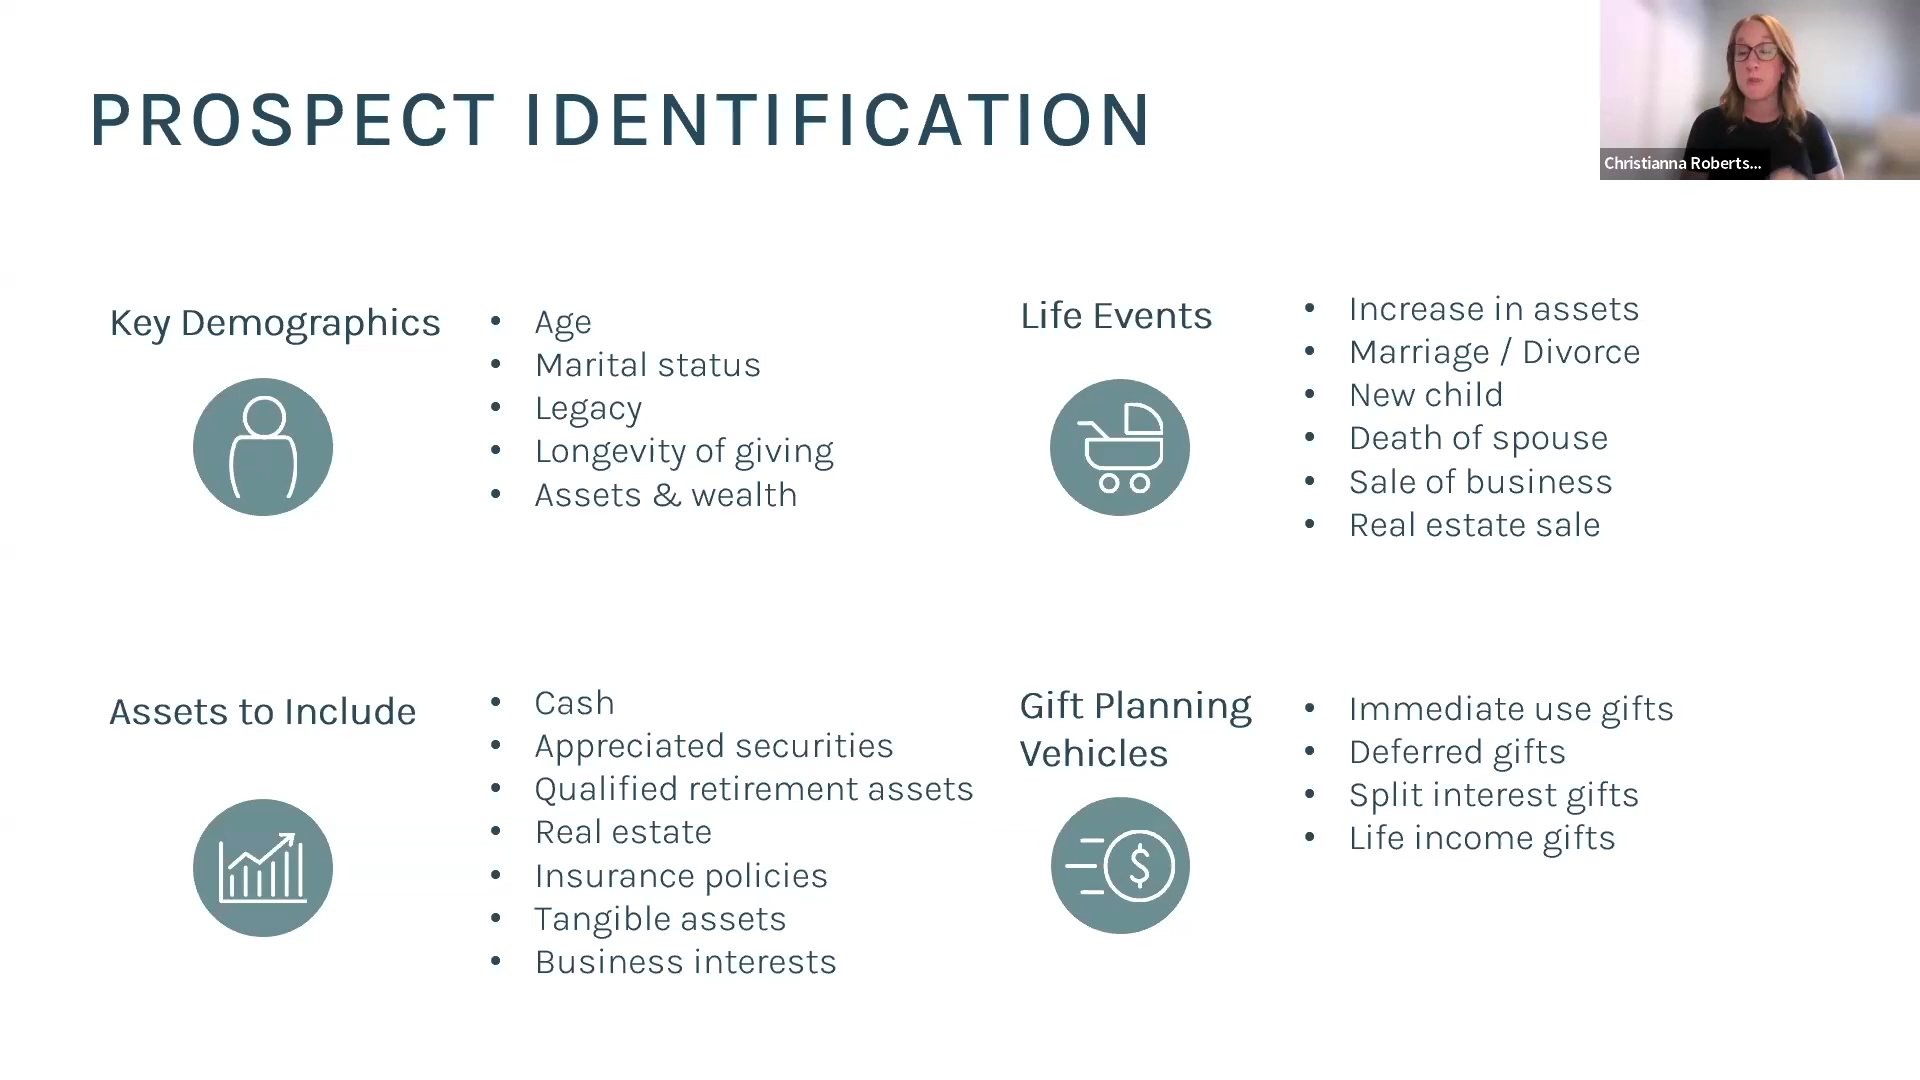 PROSPECT IDENTIFICATION
Christianna Roberts...
Key Demographics
• Age
• Marital status
• Legacy
• Longevity of giving
• Assets & wealth
Life Events
• Increase in assets
• Marriage / Divorce
• New child
• Death of spouse
• Sale of business
• Real estate sale
Assets to Include
• Cash
• Appreciated securities
• Qualified retirement assets
• Real estate
• Insurance policies
• Tangible assets
• Business interests
Gift Planning
Vehicles
$
• Immediate use gifts
• Deferred gifts
• Split interest gifts
• Life income gifts